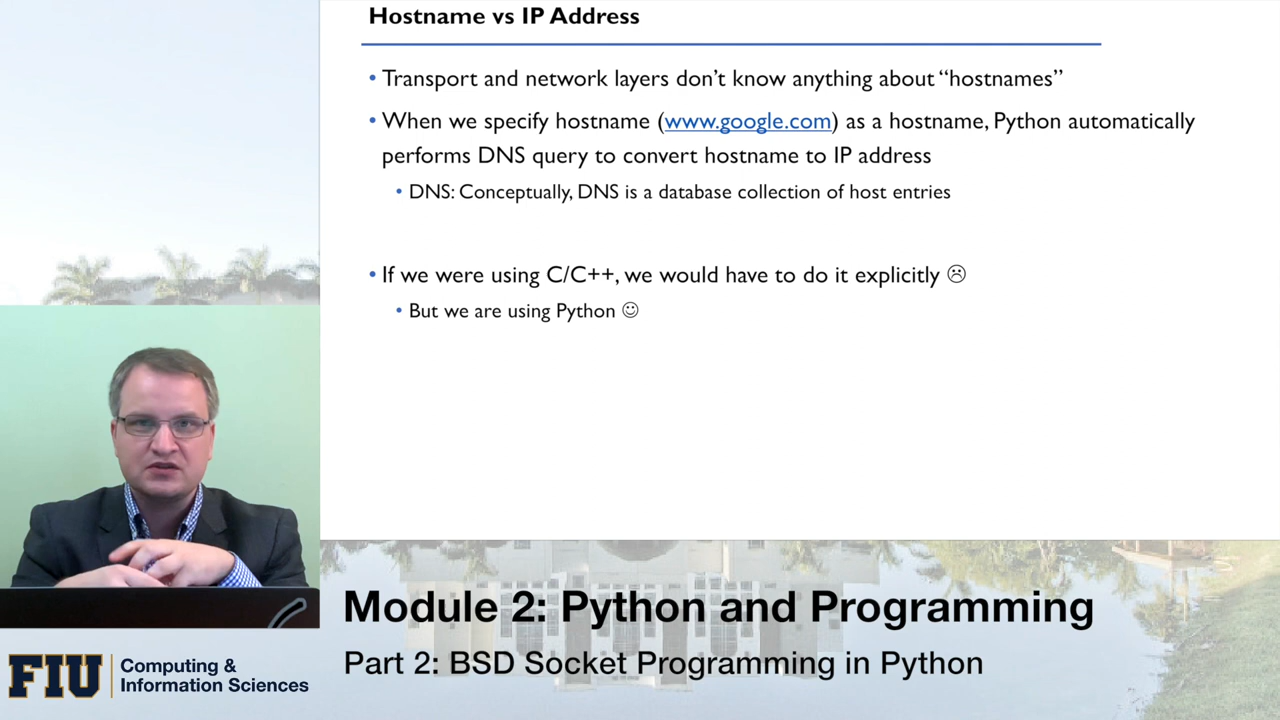 Hostname vs IP Address
• Transport and network layers don’t know anything about “hostnames”
• When we specify hostname (www.google.com) as a hostname, Python automatically
performs DNS query to convert hostname to IP address
• DNS: Conceptually, DNS is a database collection of host entries
• If we were using C/C++, we would have to do it explicitly ☹
• But we are using Python ☺
Module 2: Python and Programming
Part 2: BSD Socket Programming in Python
FIU
Computing &
Information Sciences